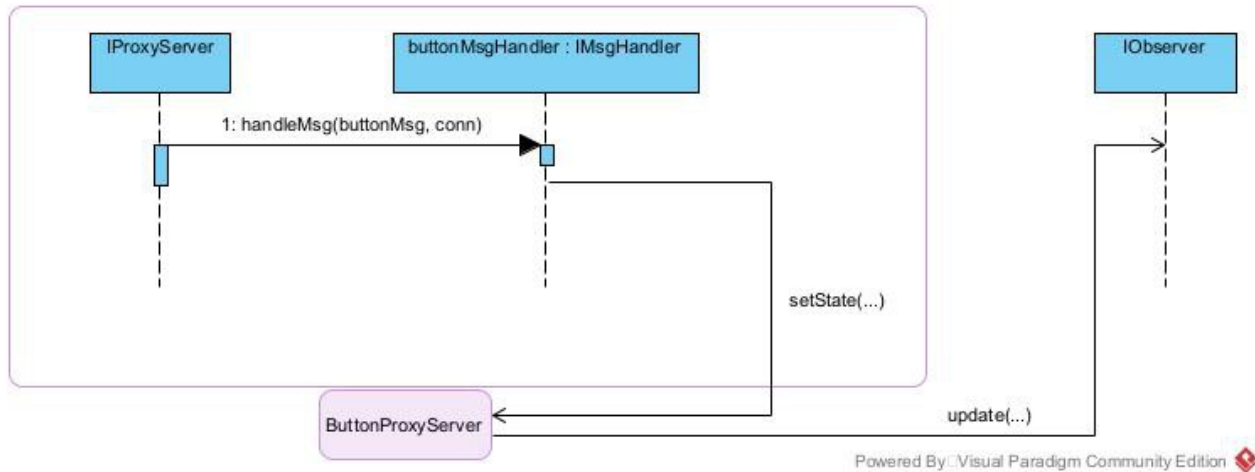 IProxyServer
buttonMsgHandler : IMsgHandler
IObserver
1: handleMsg(buttonMsg, conn)
setState(...)
ButtonProxyServer
update(...)
Powered By Visual Paradigm Community Edition